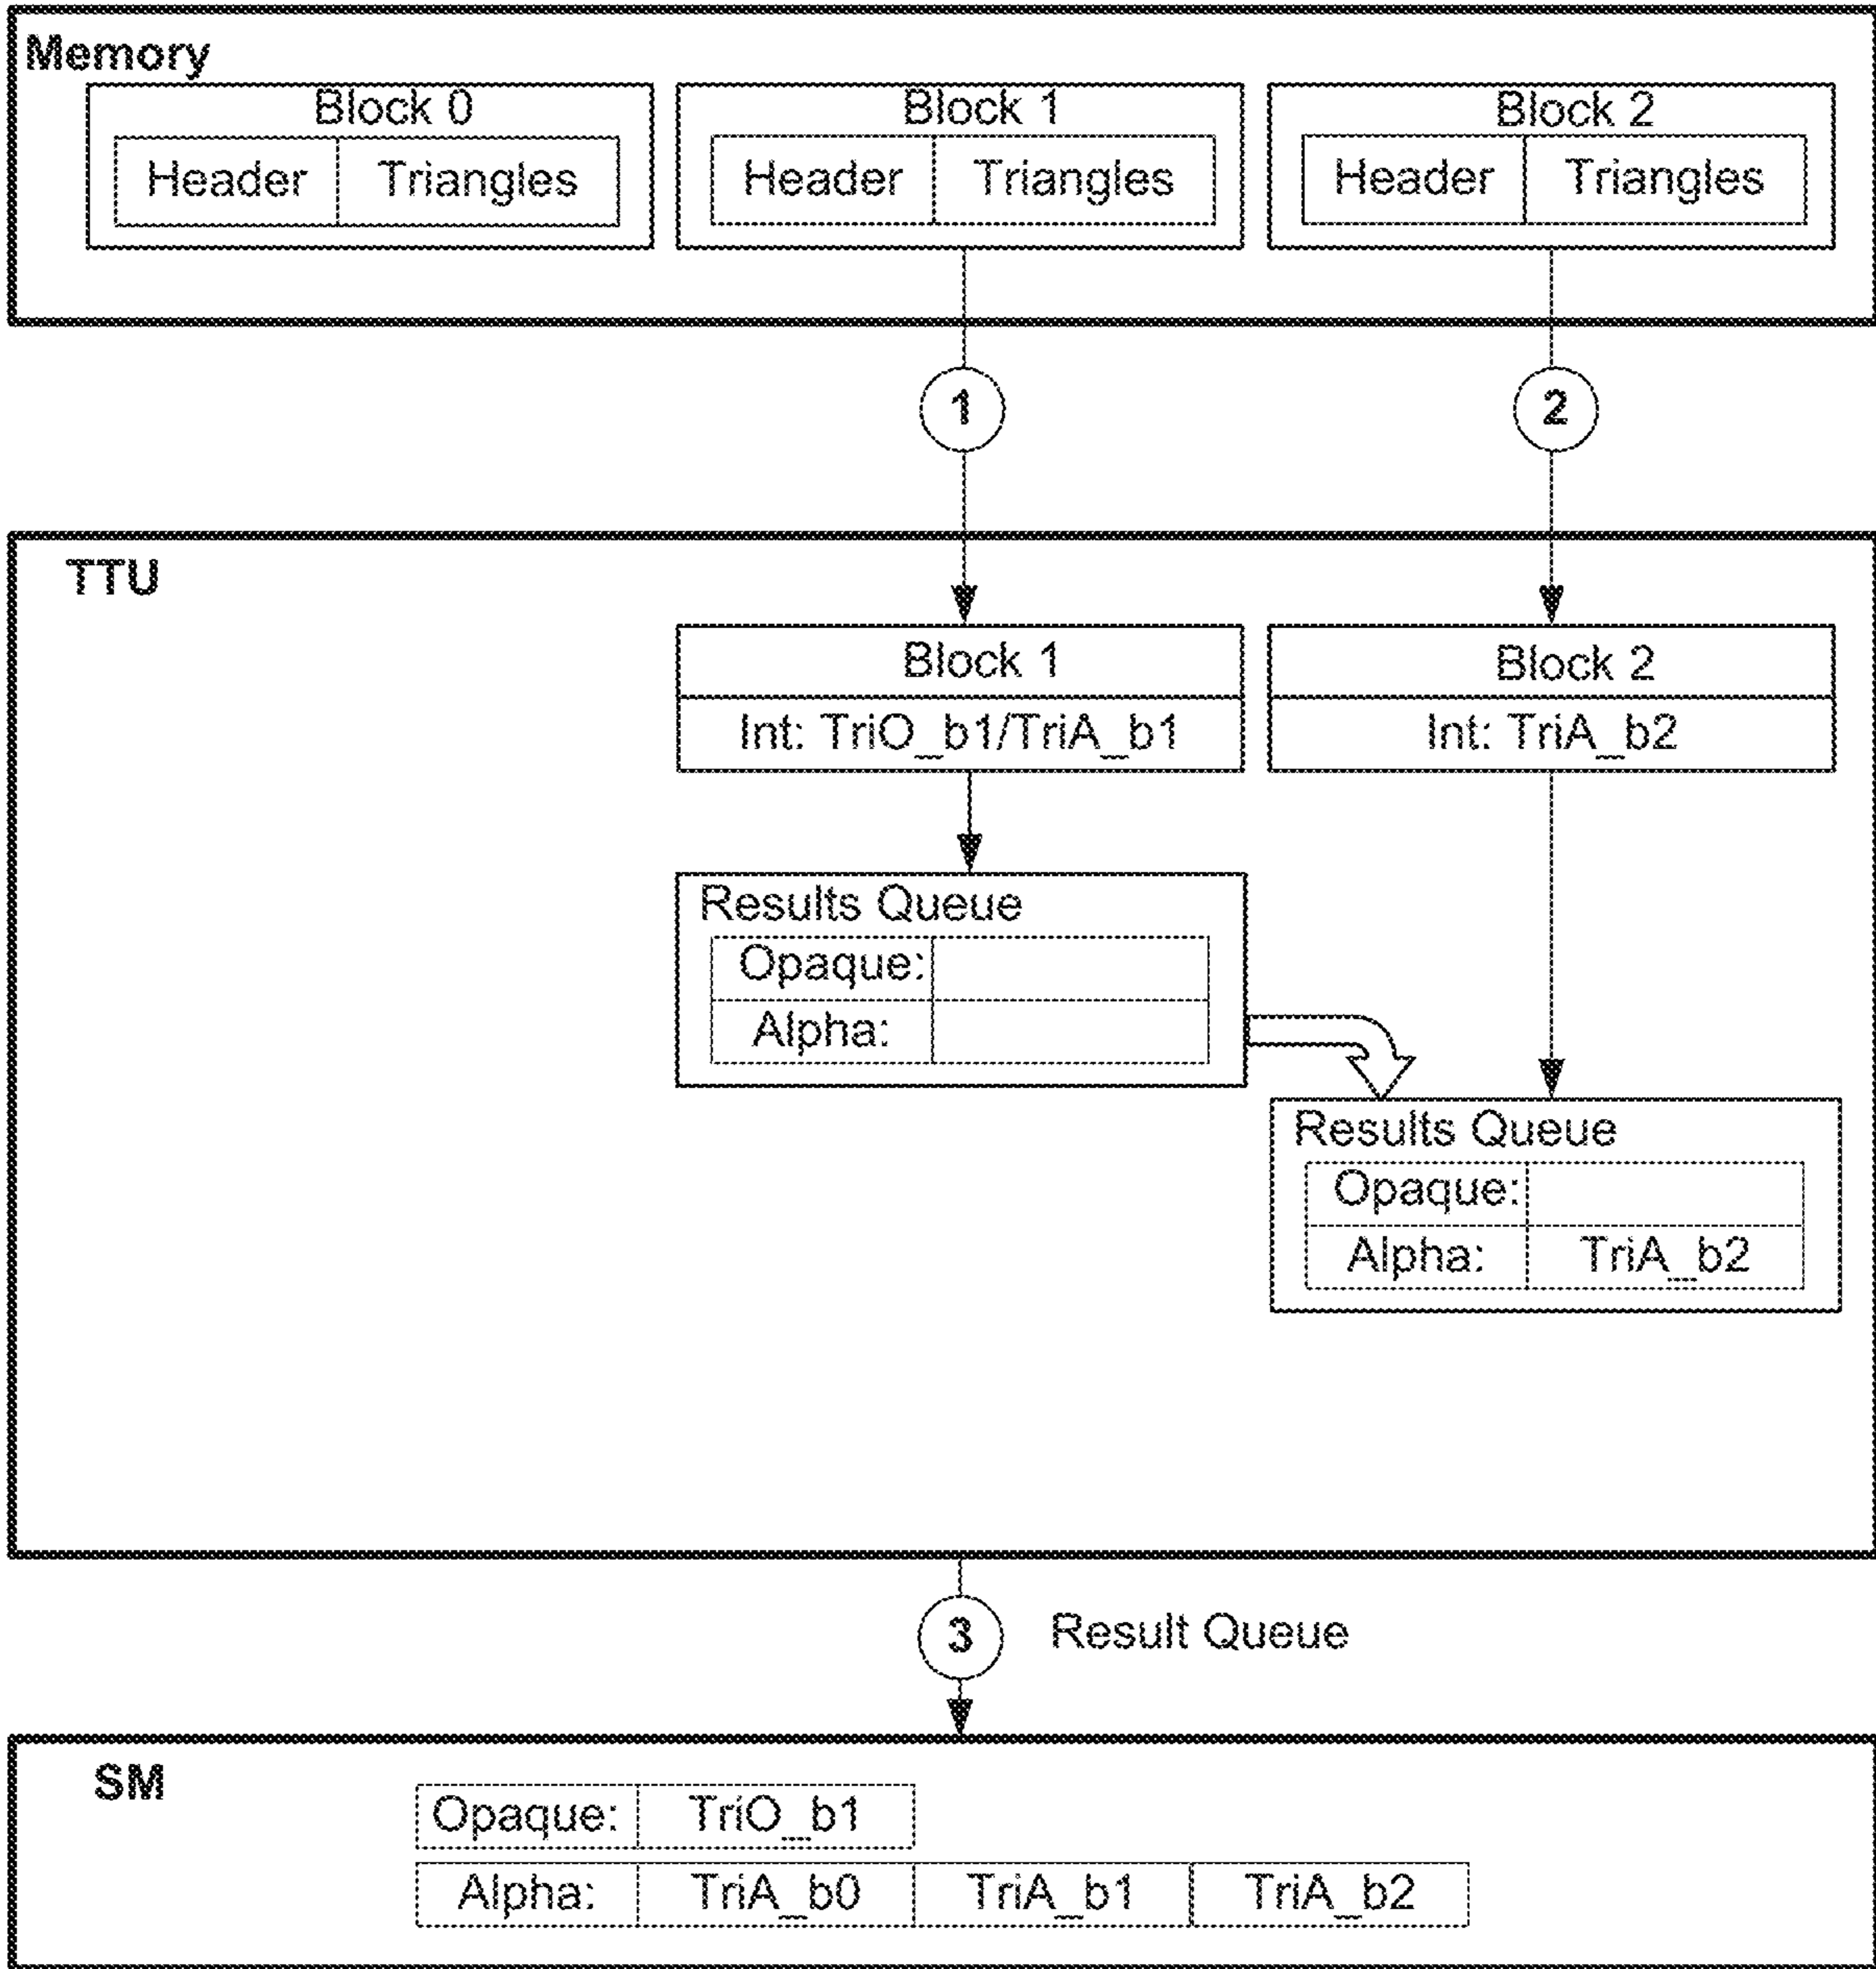 Memory
Block 0 Block 1 Block 2
Header Triangles Header Triangles Header Triangles
1 2
TTU
Block 1 Block 2
Int: TriO_b1/TriA_b1 Int: TriA_b2
Results Queue
Opaque:
Alpha:
Results Queue
Opaque:
Alpha: TriA_b2
3 Result Queue
SM
Opaque: TriO_b1
Alpha: TriA_b0 TriA_b1 TriA_b2